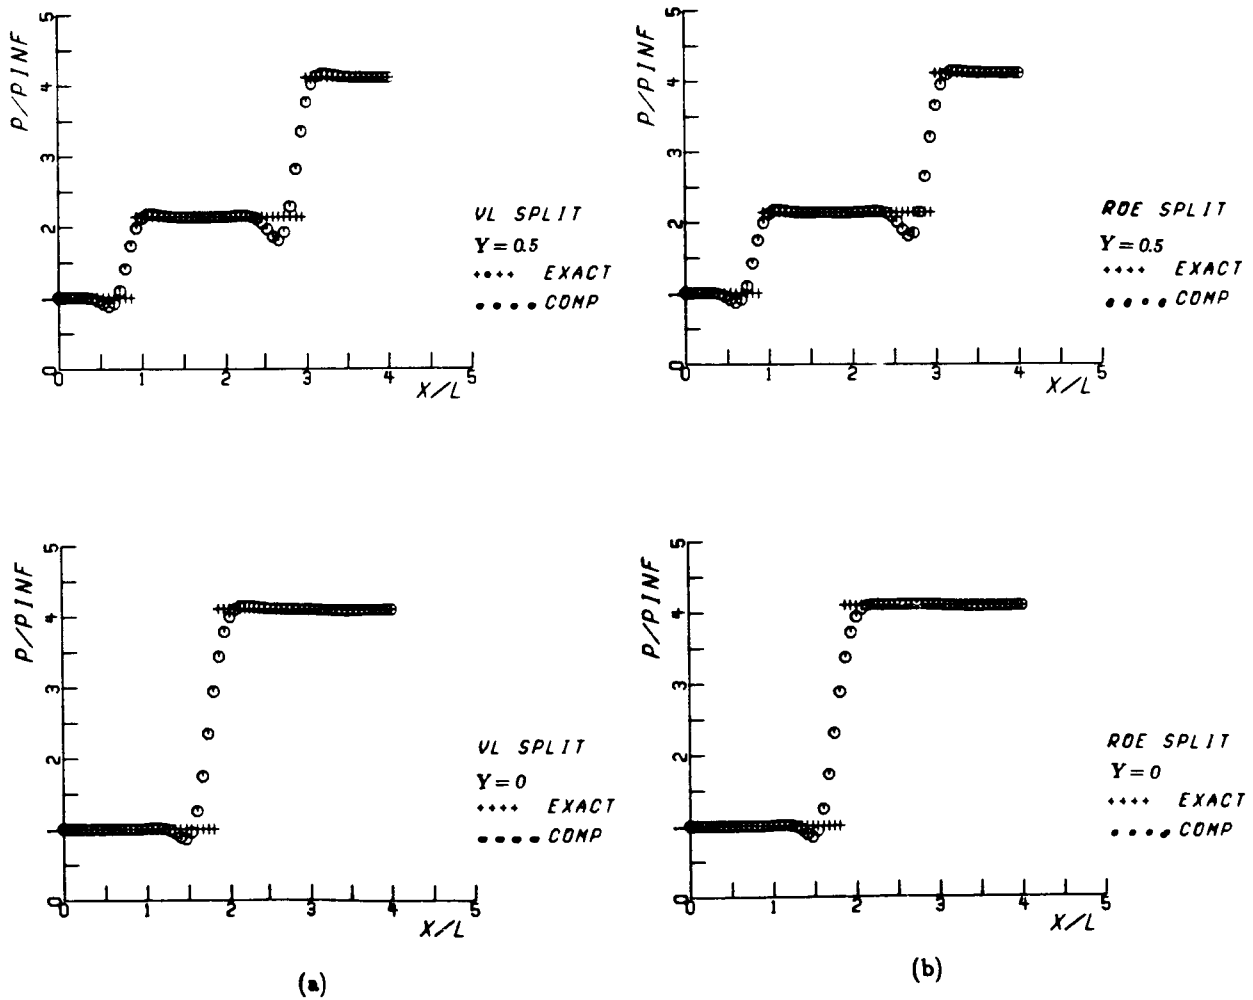 P/PINF
5
4
3
2
1
0
0 1 2 3 4 5
X/L
VL SPLIT
Y = 0.5
++++ EXACT
COMP
P/PINF
5
4
3
2
1
0
0 1 2 3 4 5
X/L
ROE SPLIT
Y = 0.5
++++ EXACT
COMP
P/PINF
5
4
3
2
1
0
0 1 2 3 4 5
X/L
VL SPLIT
Y = 0
++++ EXACT
COMP
(a)
P/PINF
5
4
3
2
1
0
0 1 2 3 4 5
X/L
ROE SPLIT
Y = 0
++++ EXACT
COMP
(b)